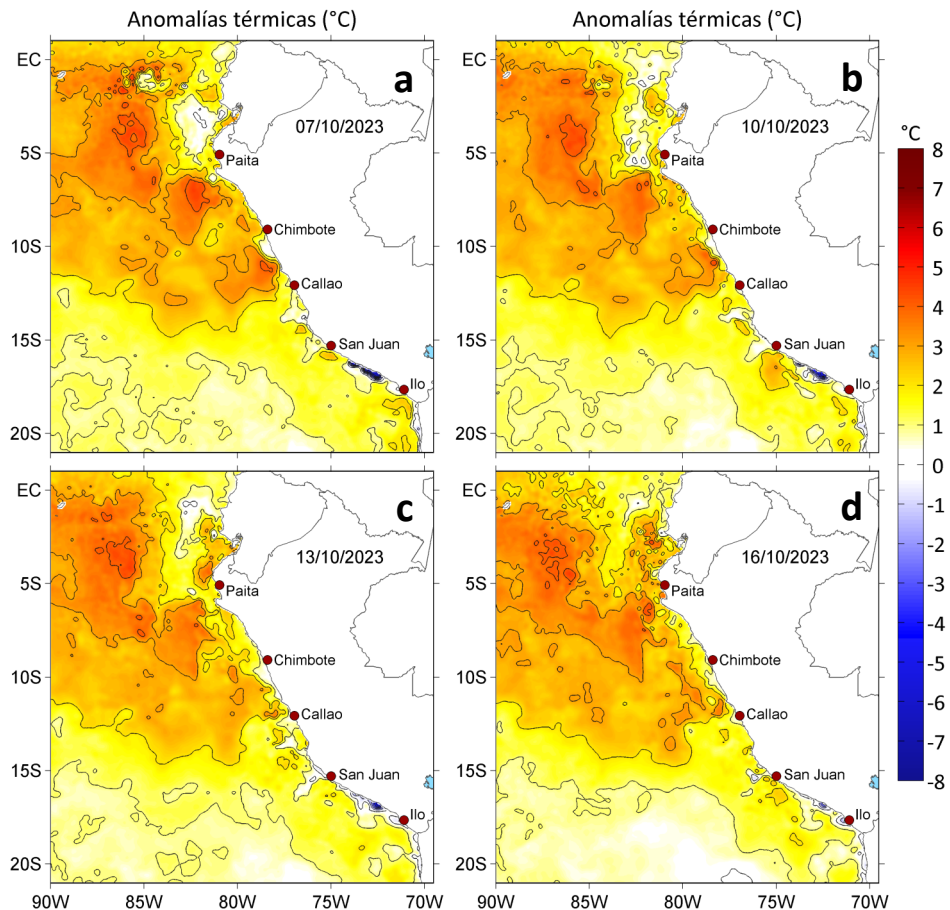 Anomalías térmicas (°C)
Anomalías térmicas (°C)
EC
5S
10S
15S
20S
a
07/10/2023
Paita
Chimbote
Callao
San Juan
Ilo
EC
5S
10S
15S
20S
b
10/10/2023
Paita
Chimbote
Callao
San Juan
Ilo
EC
5S
10S
15S
20S
90W
85W
80W
75W
70W
c
13/10/2023
Paita
Chimbote
Callao
San Juan
Ilo
EC
5S
10S
15S
20S
90W
85W
80W
75W
70W
d
16/10/2023
Paita
Chimbote
Callao
San Juan
Ilo
°C
8
7
6
5
4
3
2
1
0
-1
-2
-3
-4
-5
-6
-7
-8